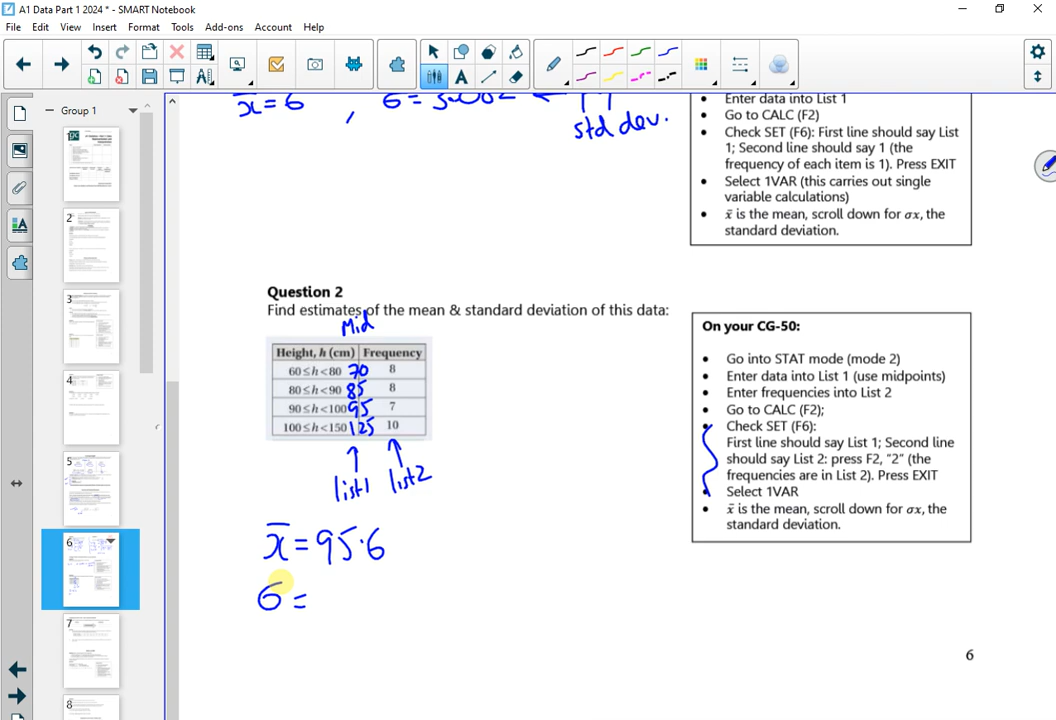 A1 Data Part 1 2024 * - SMART Notebook
File Edit View Insert Format Tools Add-ons Account Help
Group 1
x̄ = 6 ,
std dev.
Enter data into List 1
Go to CALC (F2)
Check SET (F6): First line should say List
1; Second line should say 1 (the
frequency of each item is 1). Press EXIT
Select 1VAR (this carries out single
variable calculations)
x̄ is the mean, scroll down for σx, the
standard deviation.
Question 2
Find estimates of the mean & standard deviation of this data:
Mid
Height, h (cm) Frequency
60 ≤ h < 80 70 8
80 ≤ h < 90 85 8
90 ≤ h < 100 95 7
100 ≤ h < 150 125 10
list1 list2
x̄ = 95.6
σ =
On your CG-50:
Go into STAT mode (mode 2)
Enter data into List 1 (use midpoints)
Enter frequencies into List 2
Go to CALC (F2);
Check SET (F6):
First line should say List 1; Second line
should say List 2: press F2, “2” (the
frequencies are in List 2). Press EXIT
Select 1VAR
x̄ is the mean, scroll down for σx, the
standard deviation.
6
2
3
4
5
6
7
8